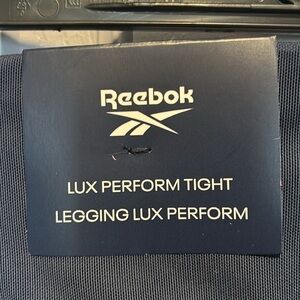 Reebok
LUX PERFORM TIGHT
LEGGING LUX PERFORM